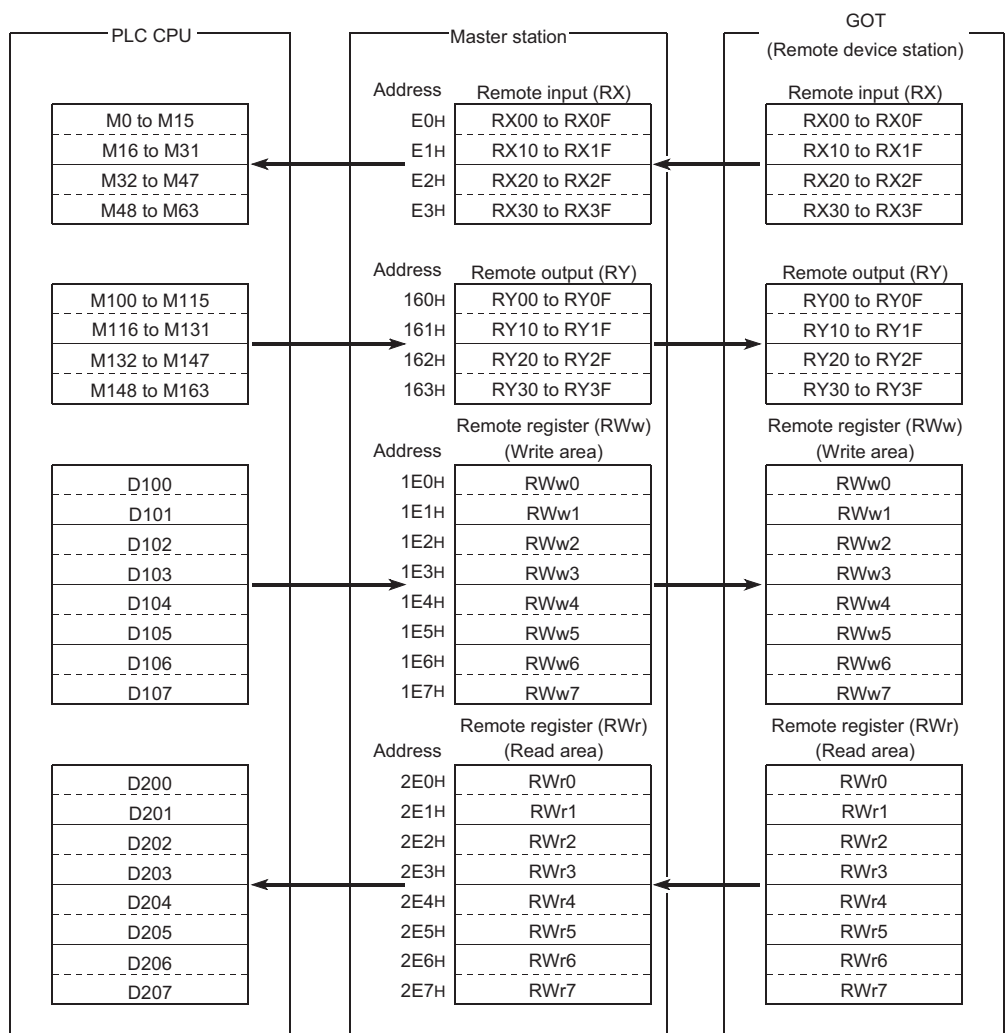 GOT
PLC CPU Master station (Remote device station)
Address Remote input (RX) Remote input (RX)
M0 to M15 E0H RX00 to RX0F RX00 to RX0F
M16 to M31 E1H RX10 to RX1F RX10 to RX1F
M32 to M47 E2H RX20 to RX2F RX20 to RX2F
M48 to M63 E3H RX30 to RX3F RX30 to RX3F
Address Remote output (RY) Remote output (RY)
M100 to M115 160H RY00 to RY0F RY00 to RY0F
M116 to M131 161H RY10 to RY1F RY10 to RY1F
M132 to M147 162H RY20 to RY2F RY20 to RY2F
M148 to M163 163H RY30 to RY3F RY30 to RY3F
Remote register (RWw) Remote register (RWw)
Address (Write area) (Write area)
D100 1E0H RWw0 RWw0
D101 1E1H RWw1 RWw1
D102 1E2H RWw2 RWw2
D103 1E3H RWw3 RWw3
D104 1E4H RWw4 RWw4
D105 1E5H RWw5 RWw5
D106 1E6H RWw6 RWw6
D107 1E7H RWw7 RWw7
Remote register (RWr) Remote register (RWr)
Address (Read area) (Read area)
D200 2E0H RWr0 RWr0
D201 2E1H RWr1 RWr1
D202 2E2H RWr2 RWr2
D203 2E3H RWr3 RWr3
D204 2E4H RWr4 RWr4
D205 2E5H RWr5 RWr5
D206 2E6H RWr6 RWr6
D207 2E7H RWr7 RWr7